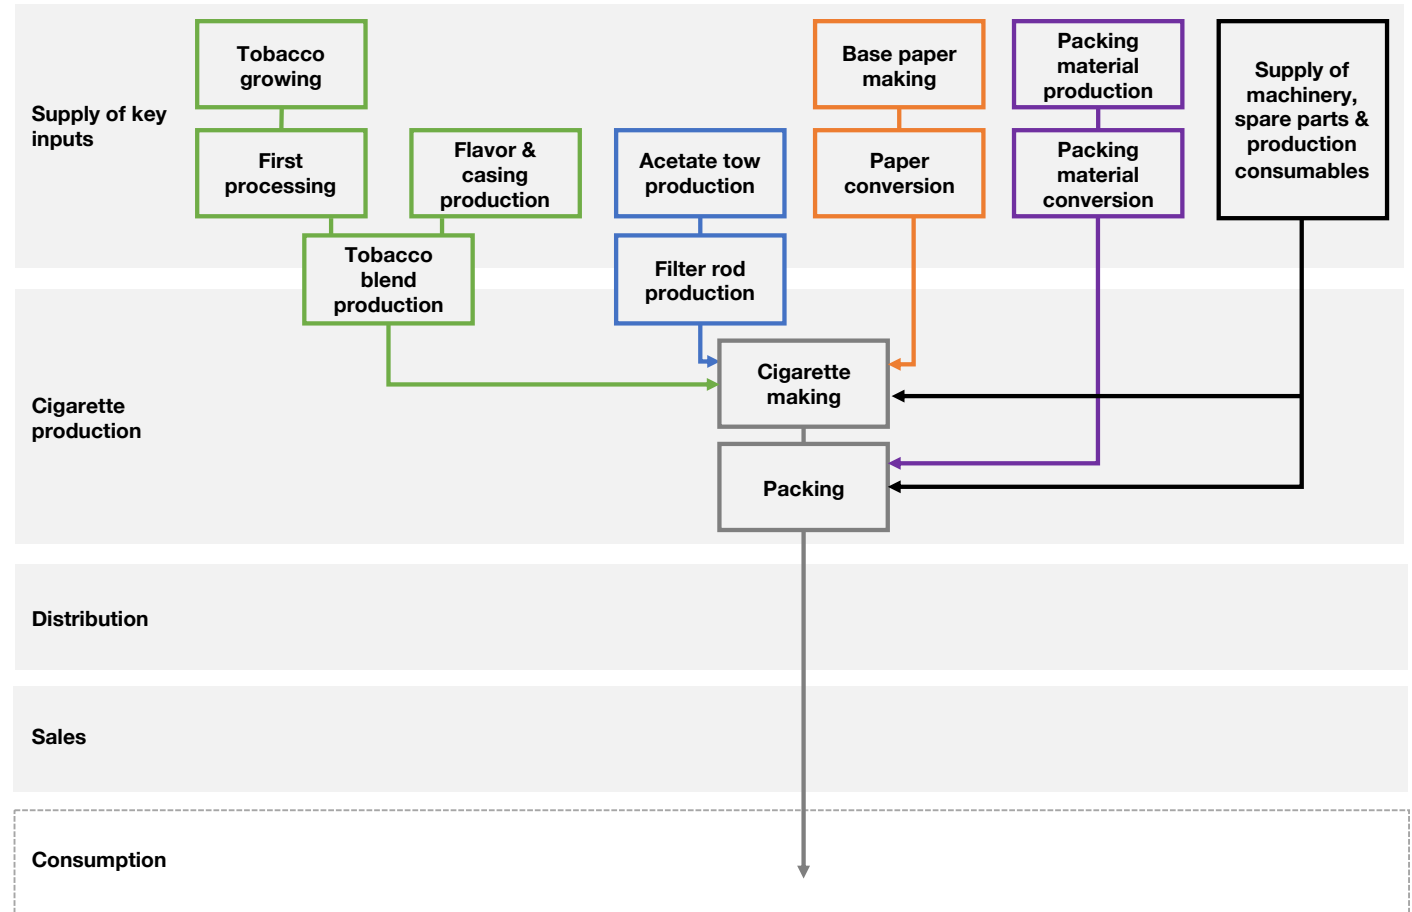 Supply of key
inputs
Tobacco
growing
First
processing
Flavor &
casing
production
Tobacco
blend
production
Acetate tow
production
Filter rod
production
Base paper
making
Paper
conversion
Packing
material
production
Packing
material
conversion
Supply of
machinery,
spare parts &
production
consumables
Cigarette
production
Cigarette
making
Packing
Distribution
Sales
Consumption